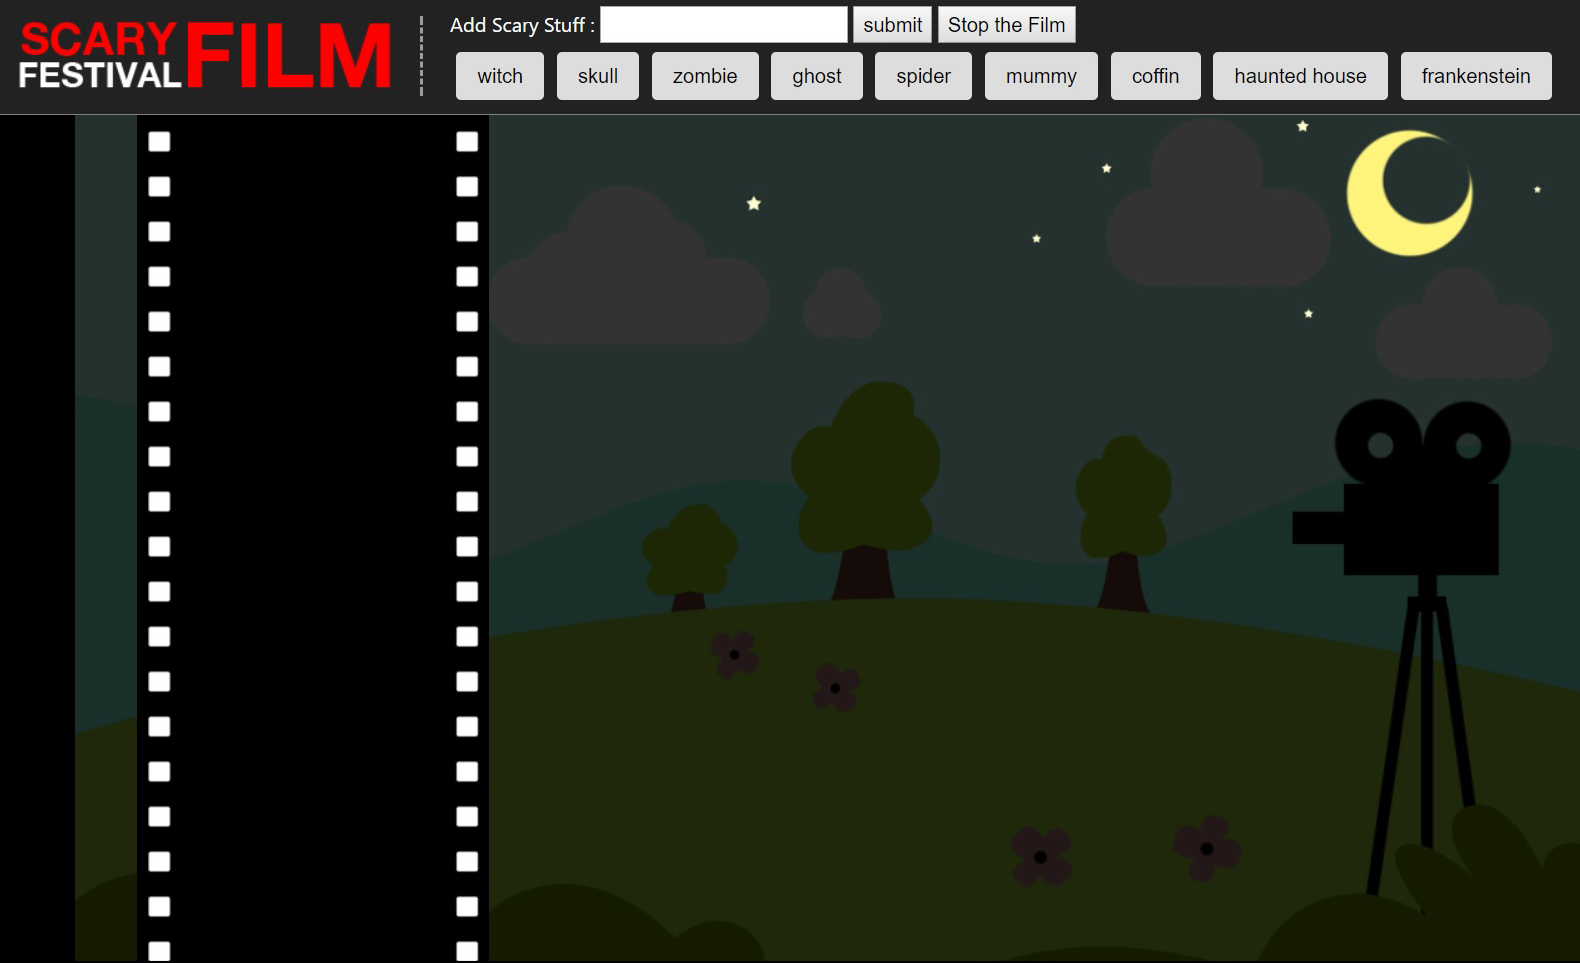 SCARY FILM
FESTIVAL
Add Scary Stuff :
submit
Stop the Film
witch
skull
zombie
ghost
spider
mummy
coffin
haunted house
frankenstein